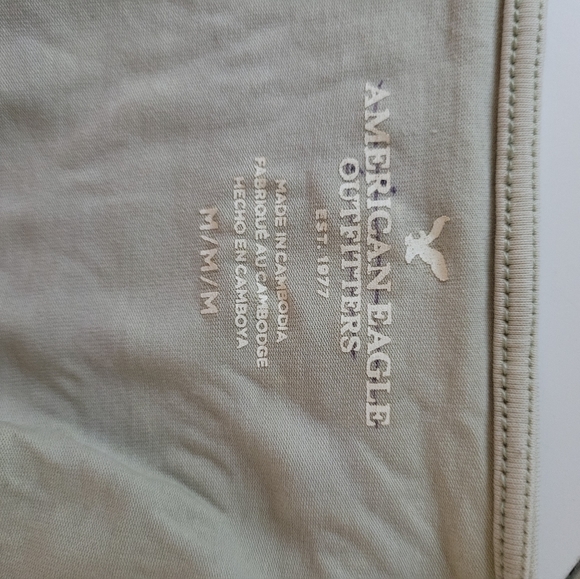 AMERICAN EAGLE
OUTFITTERS
EST. 1977
MADE IN CAMBODIA
FABRIQUE AU CAMBODGE
HECHO EN CAMBOYA
M/M/M